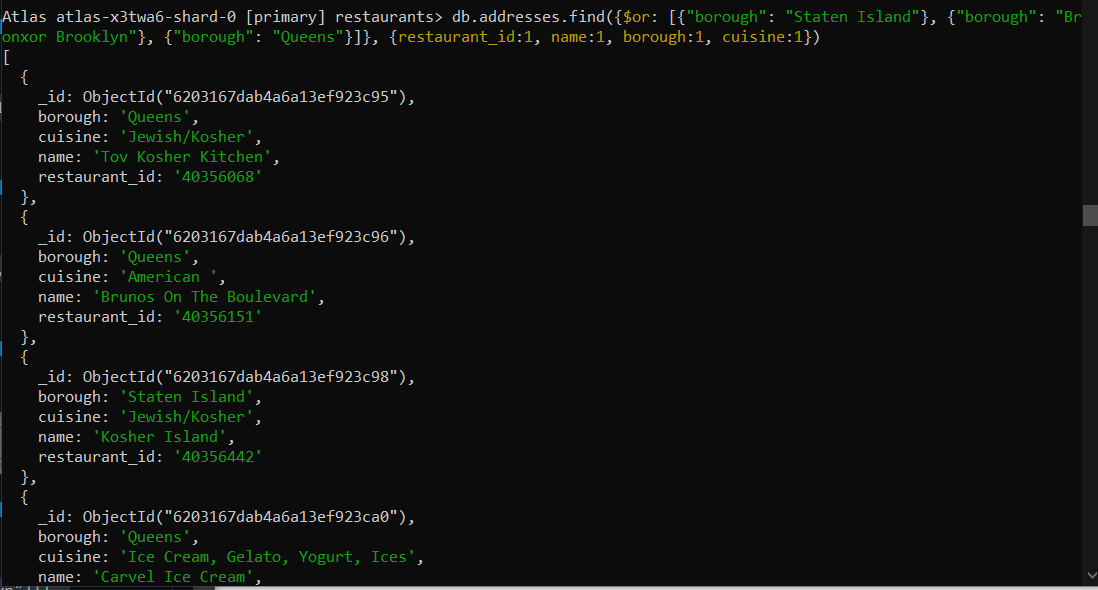 Atlas atlas-x3twa6-shard-0 [primary] restaurants> db.addresses.find({$or: [{"borough": "Staten Island"}, {"borough": "Br
onxor Brooklyn"}, {"borough": "Queens"}]}, {restaurant_id:1, name:1, borough:1, cuisine:1})
[
  {
    _id: ObjectId("6203167dab4a6a13ef923c95"),
    borough: 'Queens',
    cuisine: 'Jewish/Kosher',
    name: 'Tov Kosher Kitchen',
    restaurant_id: '40356068'
  },
  {
    _id: ObjectId("6203167dab4a6a13ef923c96"),
    borough: 'Queens',
    cuisine: 'American ',
    name: 'Brunos On The Boulevard',
    restaurant_id: '40356151'
  },
  {
    _id: ObjectId("6203167dab4a6a13ef923c98"),
    borough: 'Staten Island',
    cuisine: 'Jewish/Kosher',
    name: 'Kosher Island',
    restaurant_id: '40356442'
  },
  {
    _id: ObjectId("6203167dab4a6a13ef923ca0"),
    borough: 'Queens',
    cuisine: 'Ice Cream, Gelato, Yogurt, Ices',
    name: 'Carvel Ice Cream',